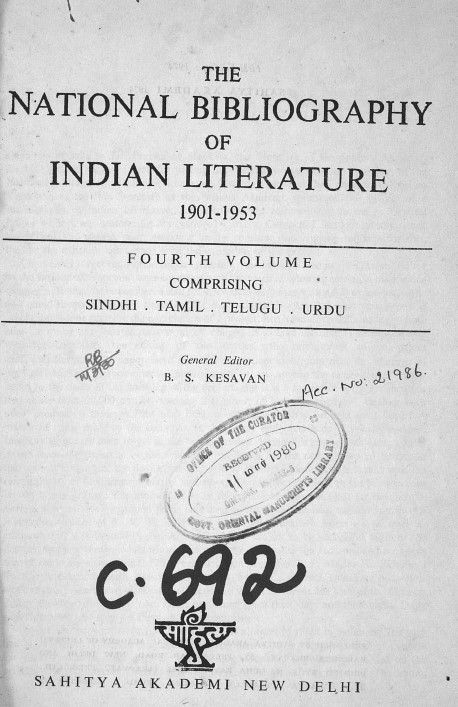 THE
NATIONAL BIBLIOGRAPHY
OF
INDIAN LITERATURE
1901-1953
FOURTH VOLUME
COMPRISING
SINDHI . TAMIL . TELUGU . URDU
General Editor
B. S. KESAVAN
Acc. No: 21986.
OFFICE OF THE CURATOR
RECEIVED
11 மார் 1980
GOVT. ORIENTAL MANUSCRIPTS LIBRARY
C.692
साहित्य
SAHITYA AKADEMI NEW DELHI